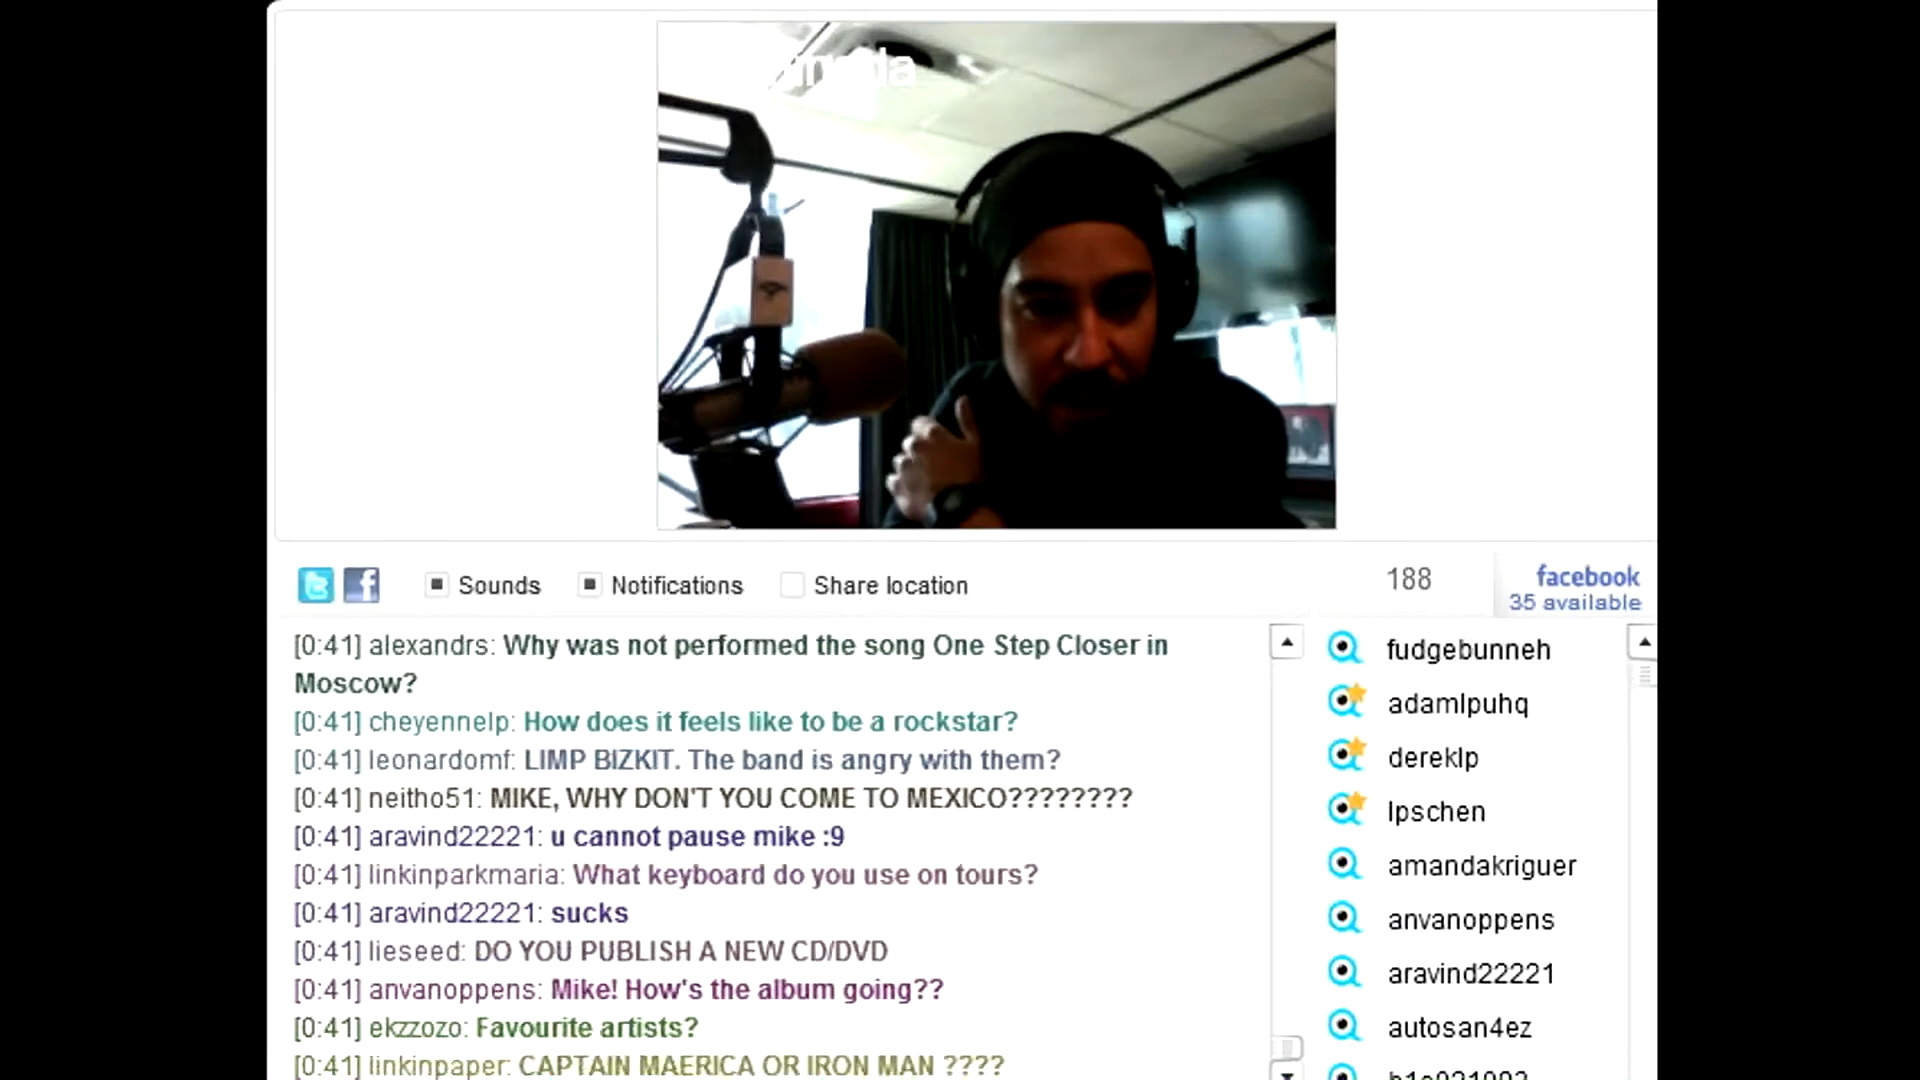 Sounds Notifications Share location 188 facebook
35 available
[0:41] alexandrs: Why was not performed the song One Step Closer in
Moscow?
[0:41] cheyennelp: How does it feels like to be a rockstar?
[0:41] leonardomf: LIMP BIZKIT. The band is angry with them?
[0:41] neitho51: MIKE, WHY DON'T YOU COME TO MEXICO????????
[0:41] aravind22221: u cannot pause mike :9
[0:41] linkinparkmaria: What keyboard do you use on tours?
[0:41] aravind22221: sucks
[0:41] lieseed: DO YOU PUBLISH A NEW CD/DVD
[0:41] anvanoppens: Mike! How's the album going??
[0:41] ekzzozo: Favourite artists?
[0:41] linkinpaper: CAPTAIN MAERICA OR IRON MAN ????
fudgebunneh
adamlpuhq
dereklp
lpschen
amandakriguer
anvanoppens
aravind22221
autosan4ez